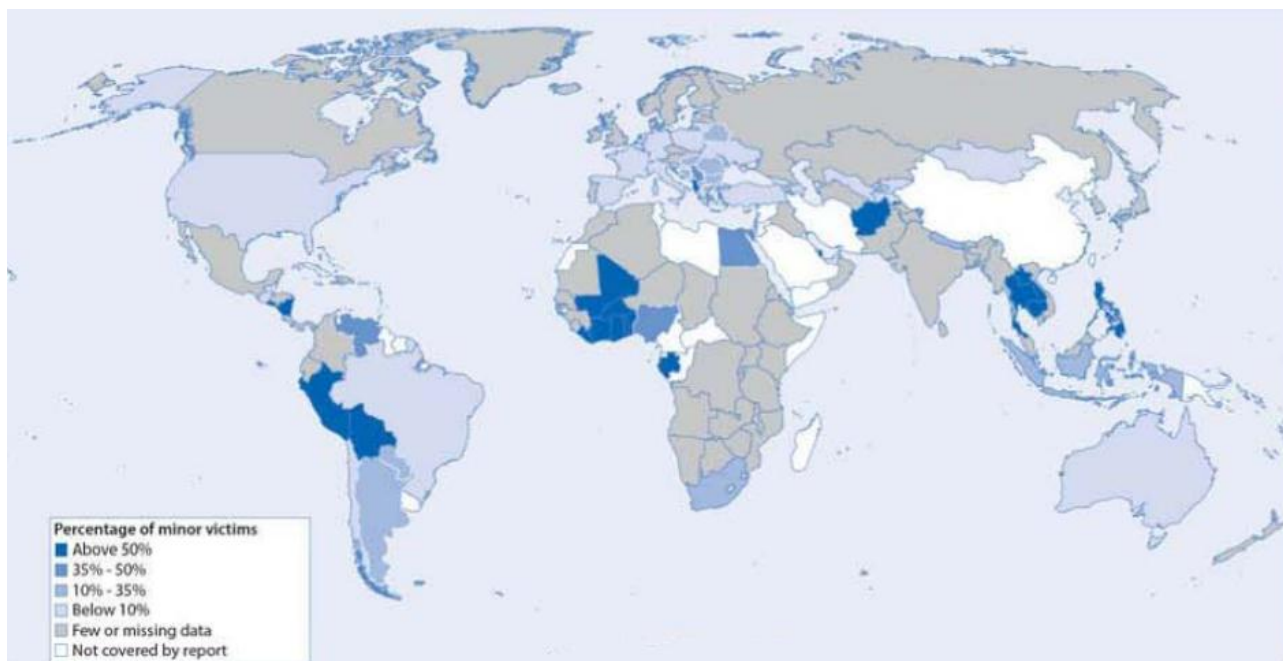 Percentage of minor victims
Above 50%
35% - 50%
10% - 35%
Below 10%
Few or missing data
Not covered by report